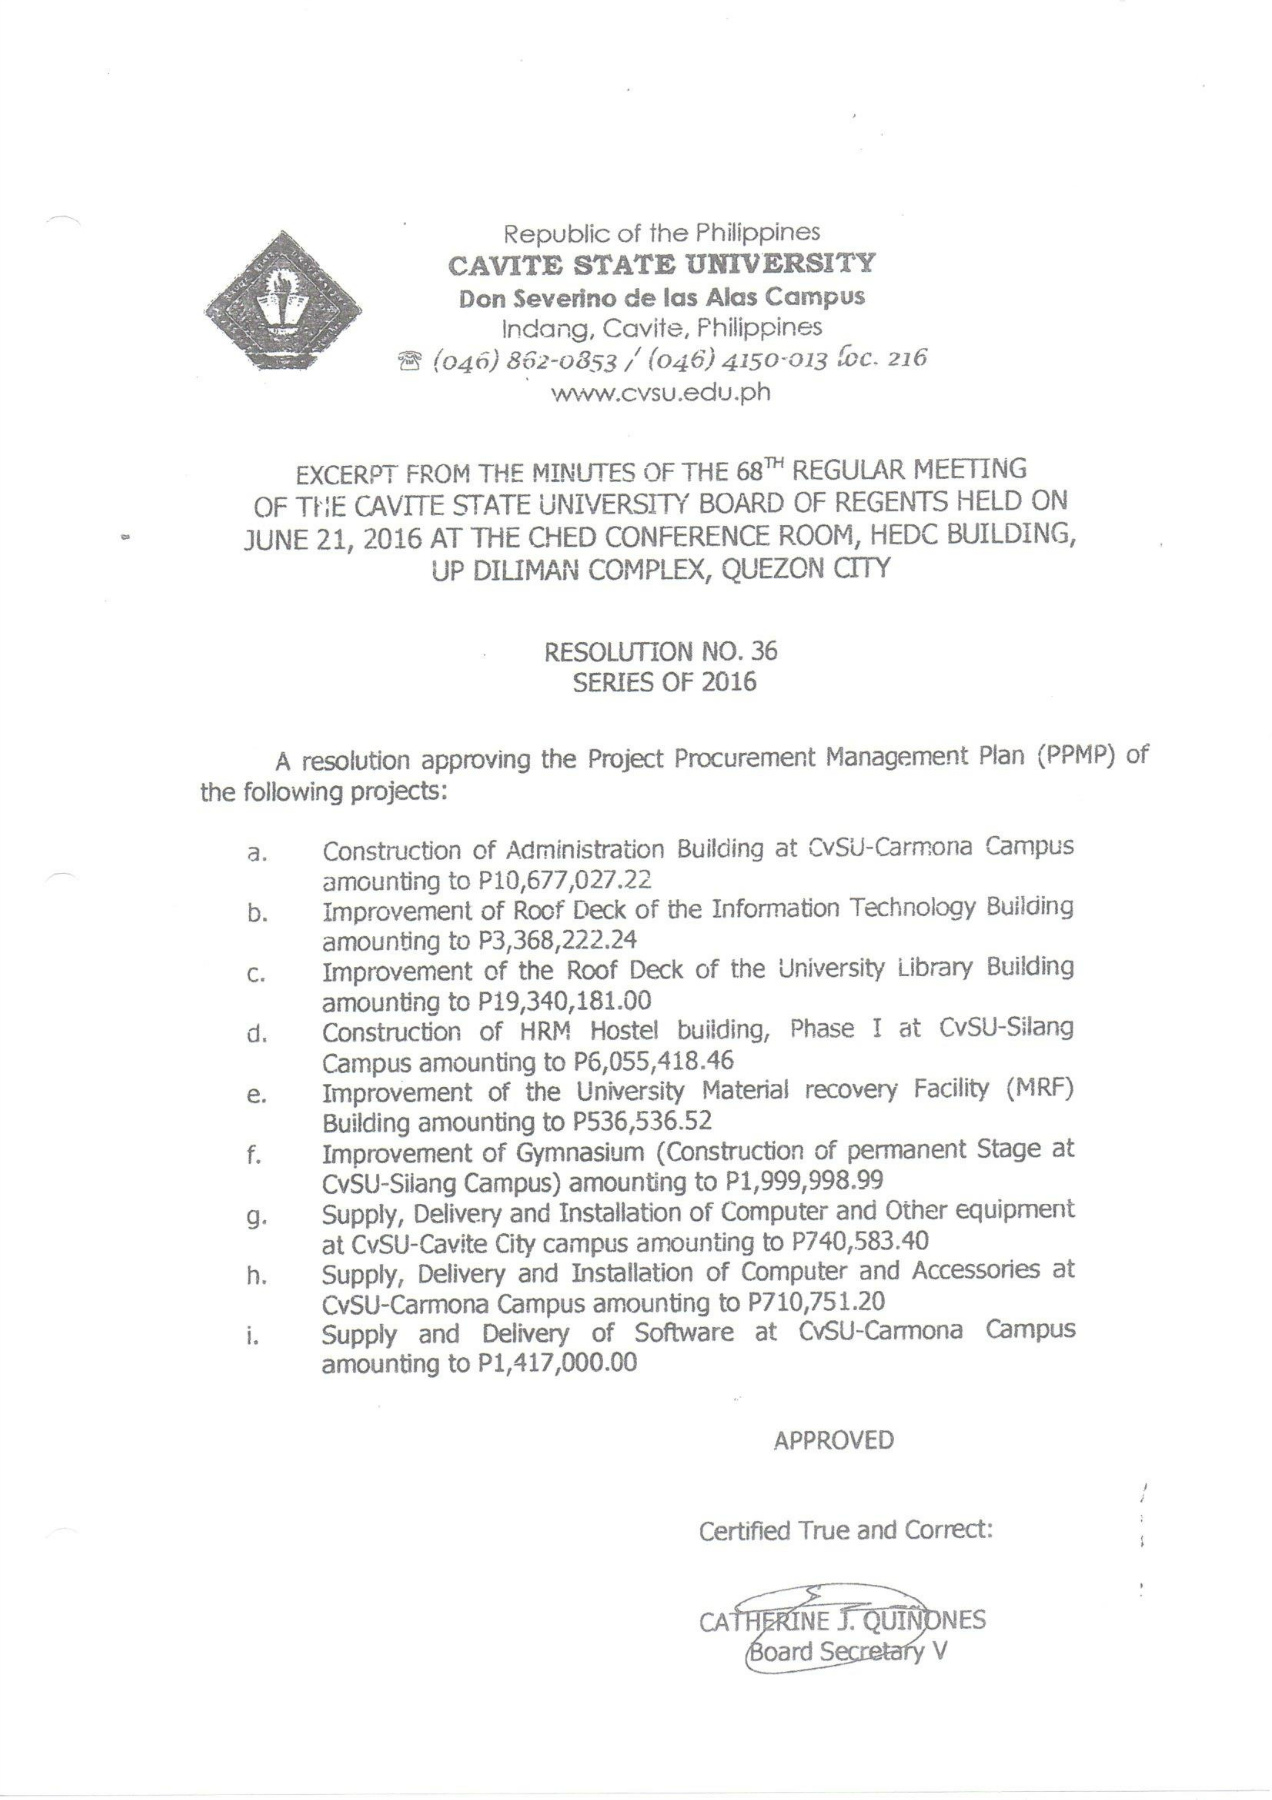 Republic of the Philippines
CAVITE STATE UNIVERSITY
Don Severino de las Alas Campus
Indang, Cavite, Philippines
☏ (046) 862-0853 / (046) 4150-013 loc. 216
www.cvsu.edu.ph
EXCERPT FROM THE MINUTES OF THE 68TH REGULAR MEETING
OF THE CAVITE STATE UNIVERSITY BOARD OF REGENTS HELD ON
JUNE 21, 2016 AT THE CHED CONFERENCE ROOM, HEDC BUILDING,
UP DILIMAN COMPLEX, QUEZON CITY
RESOLUTION NO. 36
SERIES OF 2016
A resolution approving the Project Procurement Management Plan (PPMP) of
the following projects:
a. Construction of Administration Building at CvSU-Carmona Campus
amounting to P10,677,027.22
b. Improvement of Roof Deck of the Information Technology Building
amounting to P3,368,222.24
c. Improvement of the Roof Deck of the University Library Building
amounting to P19,340,181.00
d. Construction of HRM Hostel building, Phase I at CvSU-Silang
Campus amounting to P6,055,418.46
e. Improvement of the University Material recovery Facility (MRF)
Building amounting to P536,536.52
f. Improvement of Gymnasium (Construction of permanent Stage at
CvSU-Silang Campus) amounting to P1,999,998.99
g. Supply, Delivery and Installation of Computer and Other equipment
at CvSU-Cavite City campus amounting to P740,583.40
h. Supply, Delivery and Installation of Computer and Accessories at
CvSU-Carmona Campus amounting to P710,751.20
i. Supply and Delivery of Software at CvSU-Carmona Campus
amounting to P1,417,000.00
APPROVED
Certified True and Correct:
CATHERINE J. QUINONES
Board Secretary V